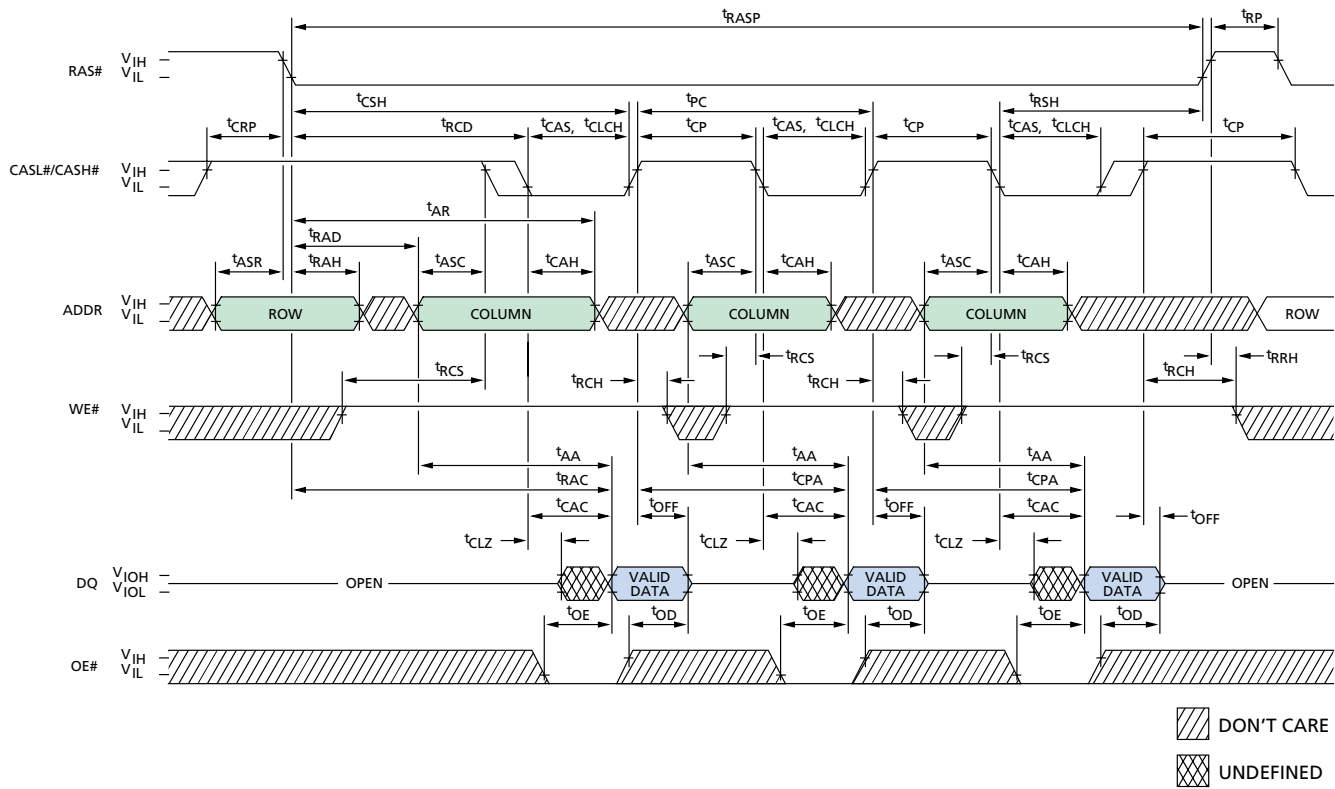 tRASP tRP
RAS# VIH
VIL
tCSH tPC tRSH
tCRP tRCD tCAS, tCLCH tCP tCAS, tCLCH tCP tCAS, tCLCH tCP
CASL#/CASH# VIH
VIL
tAR
tRAD
tASR tRAH tASC tCAH tASC tCAH tASC tCAH
ADDR VIH
VIL
ROW COLUMN COLUMN COLUMN ROW
tRCS tRCS tRRH
tRCS tRCH tRCH tRCH
WE# VIH
VIL
tAA tAA tAA
tRAC tCPA tCPA
tCAC tOFF tCAC tOFF tCAC tOFF
tCLZ tCLZ tCLZ
DQ VIOH
VIOL
OPEN VALID DATA VALID DATA VALID DATA OPEN
tOE tOD tOE tOD tOE tOD
OE# VIH
VIL
DON'T CARE
UNDEFINED